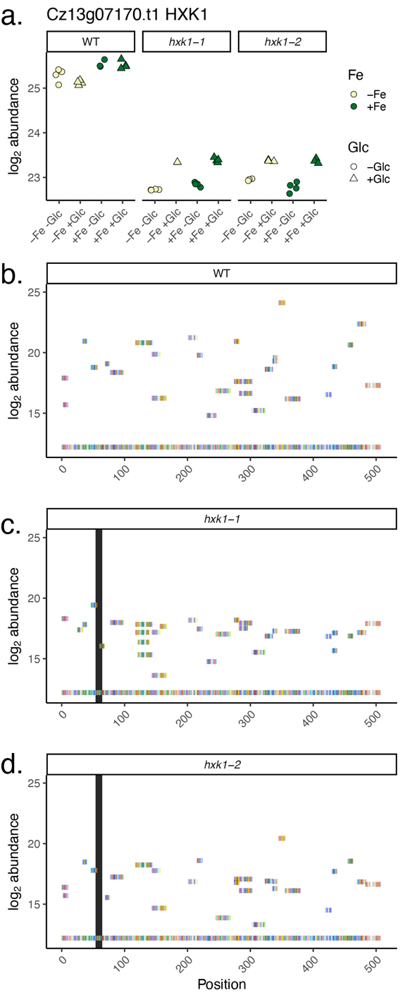 a. Cz13g07170.t1 HXK1
WT hxk1−1 hxk1−2
log2 abundance
25
24
23
−Fe -Glc
−Fe +Glc
+Fe -Glc
+Fe +Glc
−Fe -Glc
−Fe +Glc
+Fe -Glc
+Fe +Glc
−Fe -Glc
−Fe +Glc
+Fe -Glc
+Fe +Glc
Fe
−Fe
+Fe
Glc
−Glc
+Glc
b.
WT
log2 abundance
25
20
15
0 100 200 300 400 500
c.
hxk1−1
log2 abundance
25
20
15
0 100 200 300 400 500
d.
hxk1−2
log2 abundance
25
20
15
0 100 200 300 400 500
Position